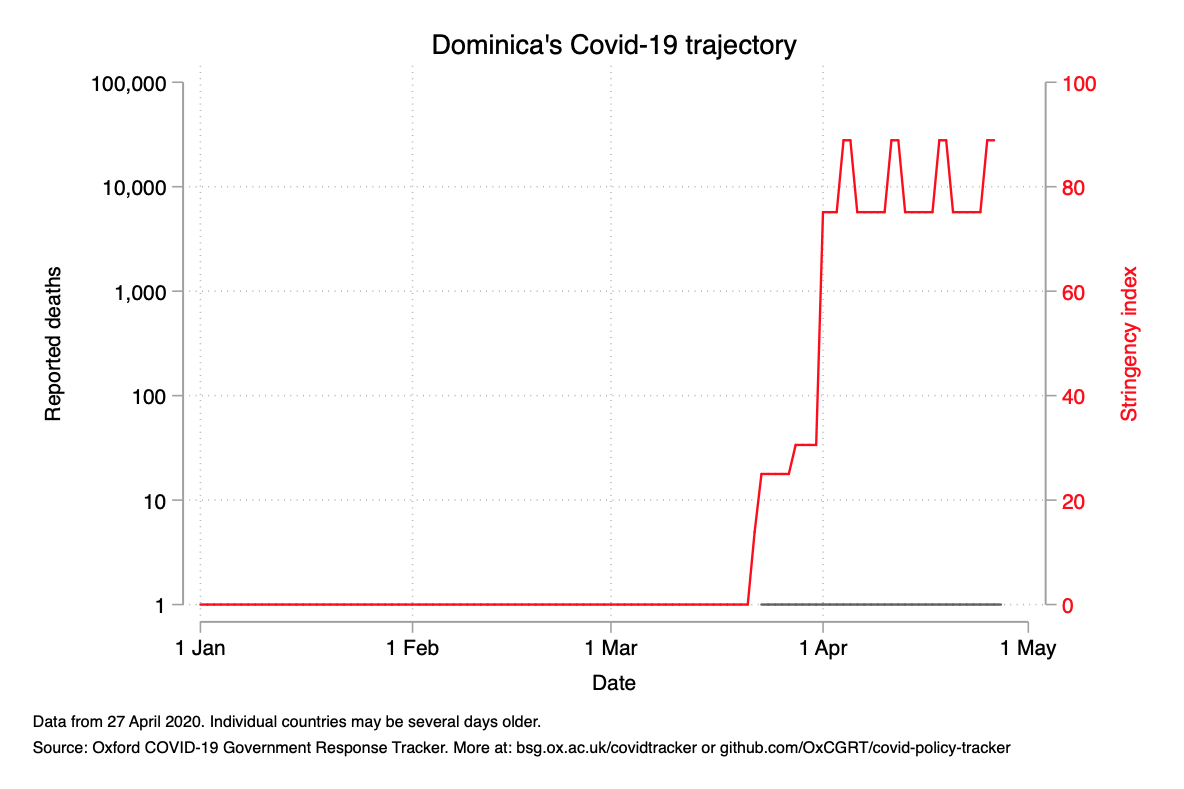 Dominica's Covid-19 trajectory
100,000
10,000
1,000
100
10
1
Reported deaths
100
80
60
40
20
0
Stringency index
1 Jan
1 Feb
1 Mar
1 Apr
1 May
Date
Data from 27 April 2020. Individual countries may be several days older.
Source: Oxford COVID-19 Government Response Tracker. More at: bsg.ox.ac.uk/covidtracker or github.com/OxCGRT/covid-policy-tracker